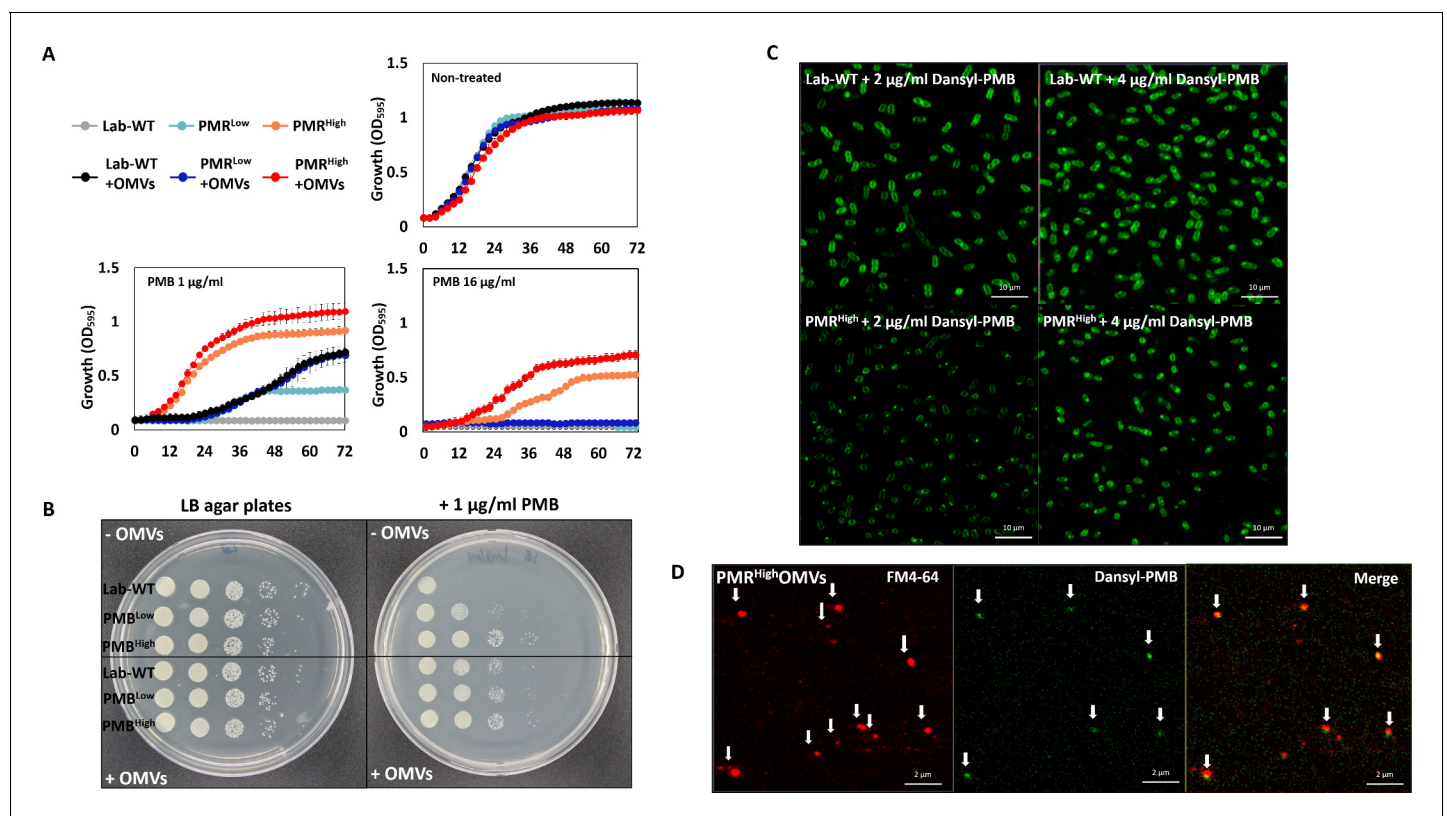 A
Lab-WT
PMR^Low
PMR^High
Lab-WT
+OMVs
PMR^Low
+OMVs
PMR^High
+OMVs
Non-treated
Growth (OD595)
1.5
1
0.5
0
0 12 24 36 48 60 72
PMB 1 µg/ml
Growth (OD595)
1.5
1
0.5
0
0 12 24 36 48 60 72
PMB 16 µg/ml
Growth (OD595)
1.5
1
0.5
0
0 12 24 36 48 60 72
B
LB agar plates
+ 1 µg/ml PMB
- OMVs
- OMVs
Lab-WT
PMB^Low
PMB^High
Lab-WT
PMB^Low
PMB^High
+ OMVs
+ OMVs
C
Lab-WT + 2 µg/ml Dansyl-PMB
Lab-WT + 4 µg/ml Dansyl-PMB
10 µm
10 µm
PMR^High + 2 µg/ml Dansyl-PMB
PMR^High + 4 µg/ml Dansyl-PMB
10 µm
10 µm
D
PMR^High OMVs
FM4-64
Dansyl-PMB
Merge
2 µm
2 µm
2 µm